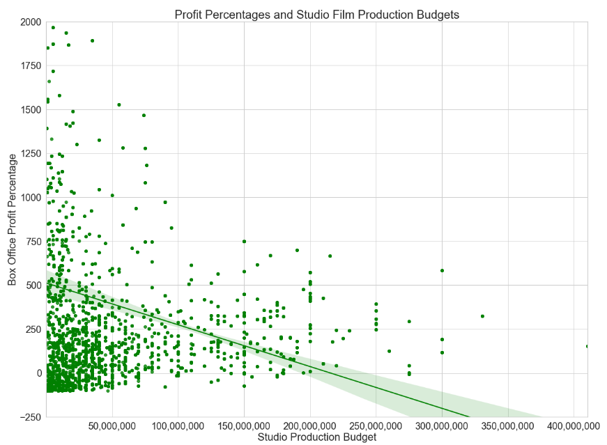 Profit Percentages and Studio Film Production Budgets
Box Office Profit Percentage
2000
1750
1500
1250
1000
750
500
250
0
−250
50,000,000 100,000,000 150,000,000 200,000,000 250,000,000 300,000,000 350,000,000 400,000,000
Studio Production Budget